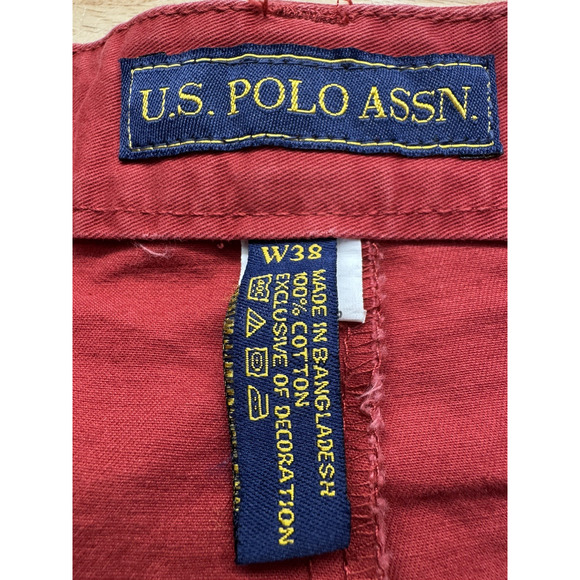 U.S. POLO ASSN.
W38
MADE IN BANGLADESH
100% COTTON
EXCLUSIVE OF DECORATION